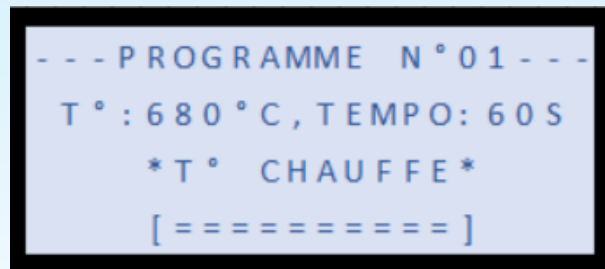 ---PROGRAMME N°01---
T°:680°C,TEMPO:60S
*T° CHAUFFE*
[==========]